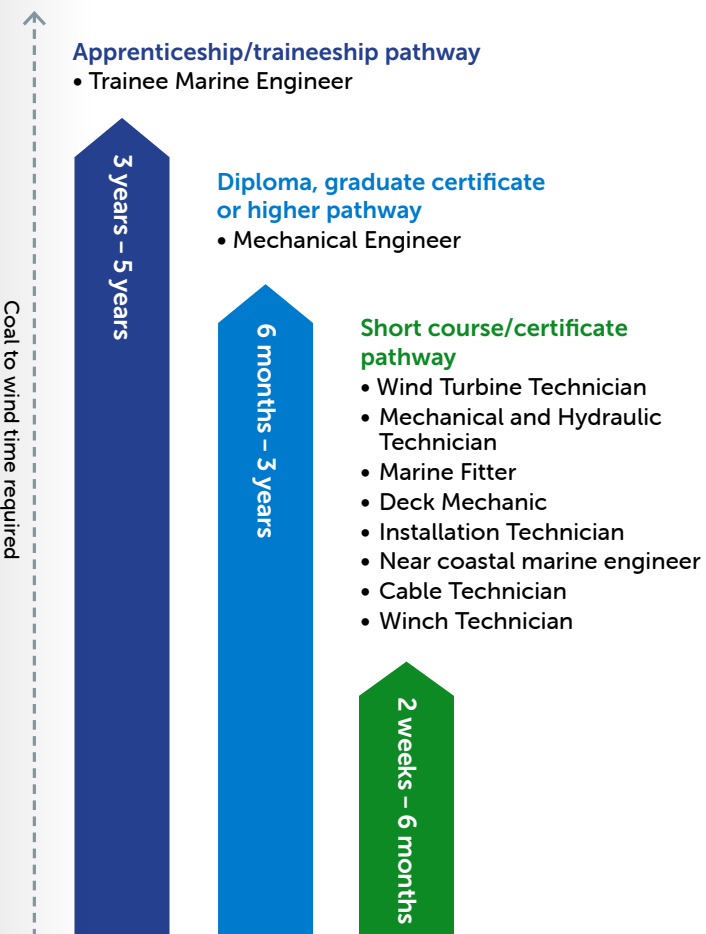 Apprenticeship/traineeship pathway
• Trainee Marine Engineer
3 years – 5 years
Diploma, graduate certificate
or higher pathway
• Mechanical Engineer
6 months – 3 years
Short course/certificate
pathway
• Wind Turbine Technician
• Mechanical and Hydraulic
Technician
• Marine Fitter
• Deck Mechanic
• Installation Technician
• Near coastal marine engineer
• Cable Technician
• Winch Technician
2 weeks – 6 months
Coal to wind time required